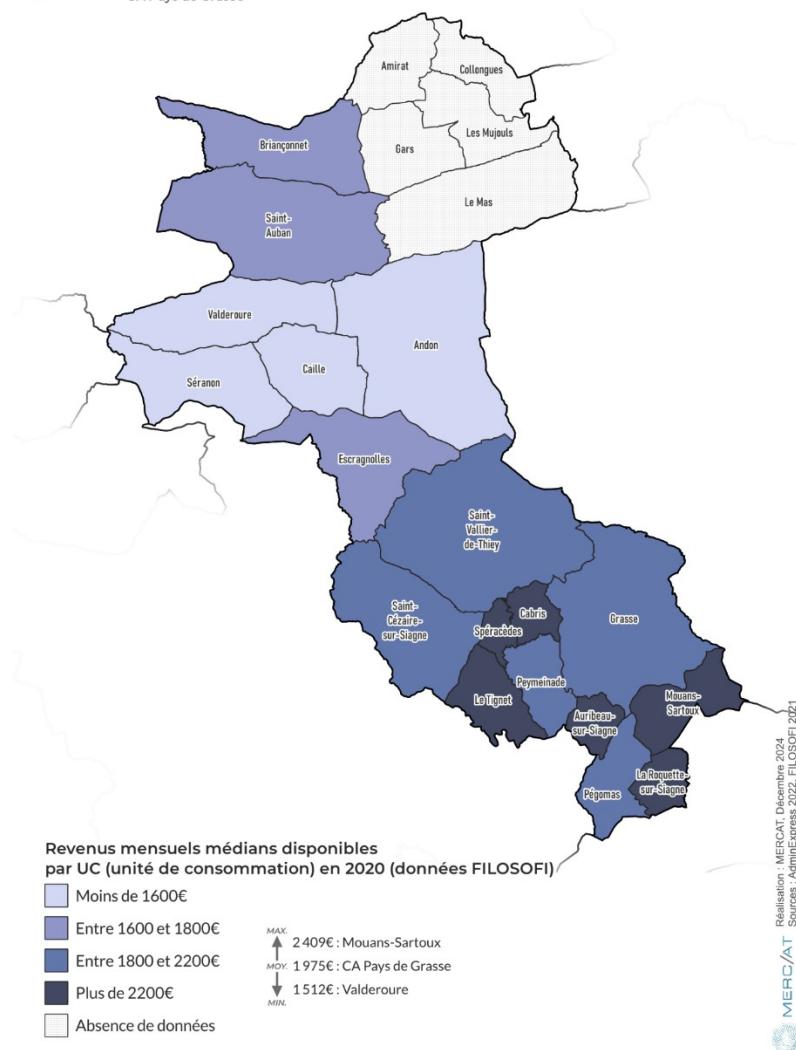 Amirat
Collongues
Briançonnet
Gars
Les Mujouls
Le Mas
Saint-
Auban
Valderoure
Andon
Caille
Séranon
Escragnolles
Saint-
Vallier-
de-Thiey
Saint-
Cézaire-
sur-Siagne
Spéracèdes
Cabris
Grasse
Le Tignet
Peymeinade
Auribeau-
sur-Siagne
Mouans-
Sartoux
Pégomas
La Roquette-
sur-Siagne
Revenus mensuels médians disponibles
par UC (unité de consommation) en 2020 (données FILOSOFI)
Moins de 1600€
Entre 1600 et 1800€
Entre 1800 et 2200€
Plus de 2200€
Absence de données
MAX.
2 409€ : Mouans-Sartoux
MOY. 1 975€ : CA Pays de Grasse
1 512€ : Valderoure
MIN.
MERC/AT
Réalisation : MERCAT, Décembre 2024
Sources : AdminExpress 2022, FILOSOFI 2021